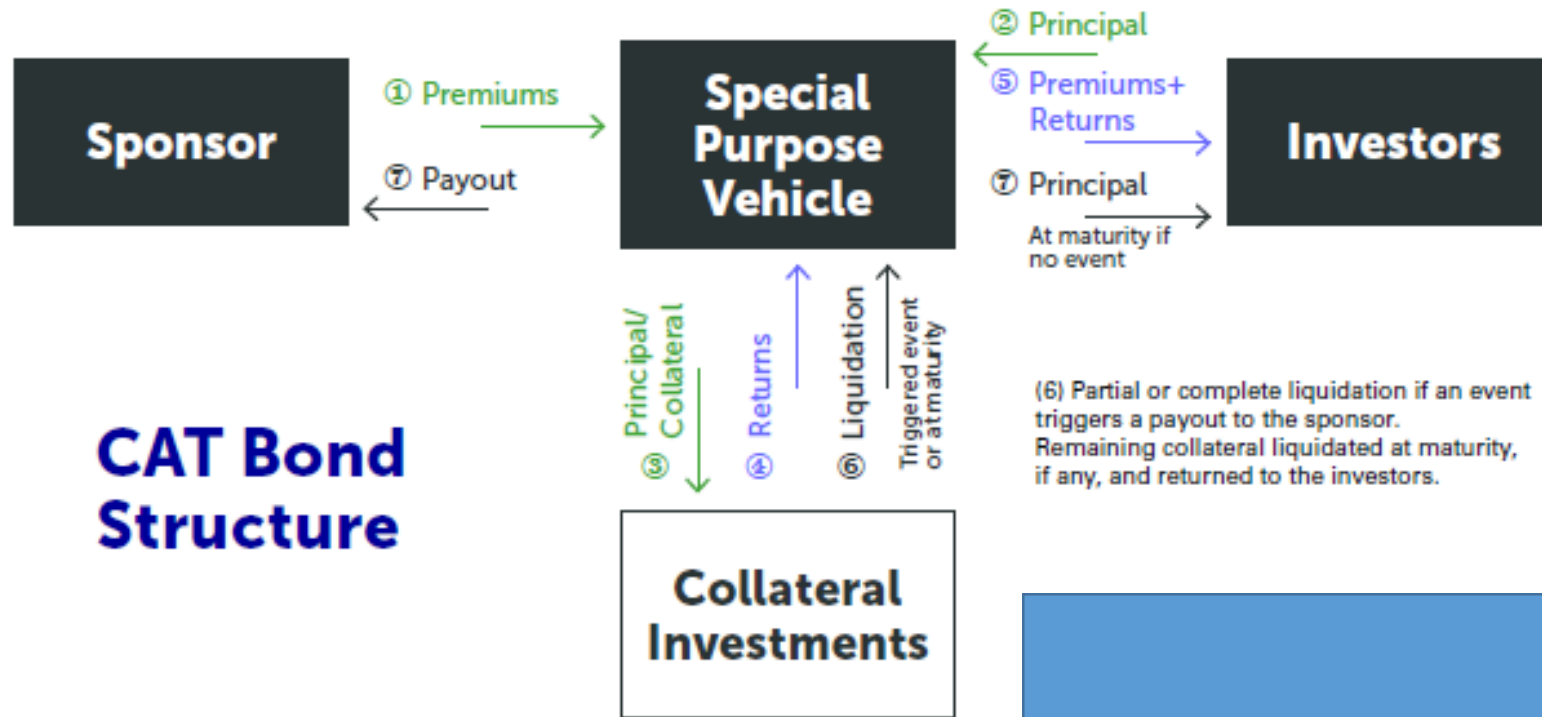 ② Principal
Sponsor
① Premiums
⑦ Payout
Special
Purpose
Vehicle
⑤ Premiums+
Returns
⑦ Principal
At maturity if
no event
Investors
③ Principal/
Collateral
④ Returns
⑥ Liquidation
Triggered event
or at maturity
(6) Partial or complete liquidation if an event
triggers a payout to the sponsor.
Remaining collateral liquidated at maturity,
if any, and returned to the investors.
CAT Bond
Structure
Collateral
Investments